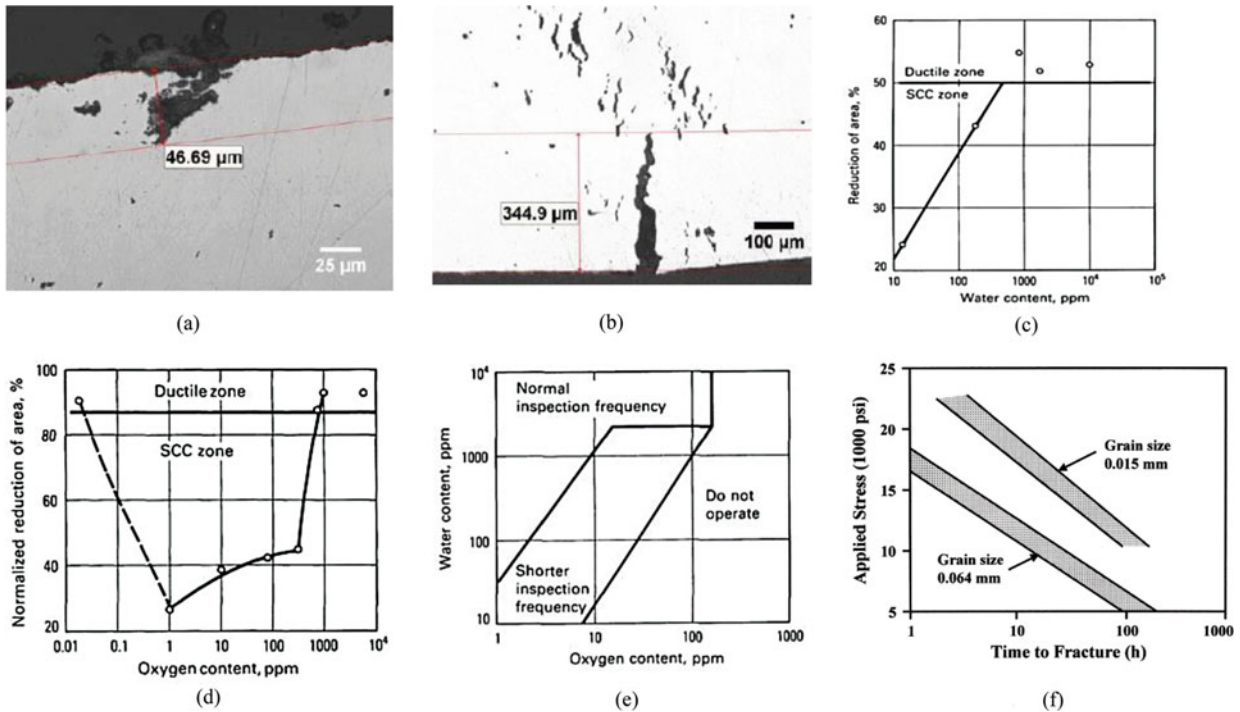 46.69 µm
25 µm
(a)
344.9 µm
100 µm
(b)
Reduction of area, %
60
50
40
30
20
Ductile zone
SCC zone
10
100
1000
10⁴
10⁵
Water content, ppm
(c)
Normalized reduction of area, %
100
80
60
40
20
Ductile zone
SCC zone
0.01
0.1
1
10
100
1000
10⁴
Oxygen content, ppm
(d)
Water content, ppm
10⁴
1000
100
10
Normal
inspection frequency
Do not
operate
Shorter
inspection
frequency
1
10
100
1000
Oxygen content, ppm
(e)
Applied Stress (1000 psi)
25
20
15
10
5
Grain size
0.015 mm
Grain size
0.064 mm
1
10
100
1000
Time to Fracture (h)
(f)